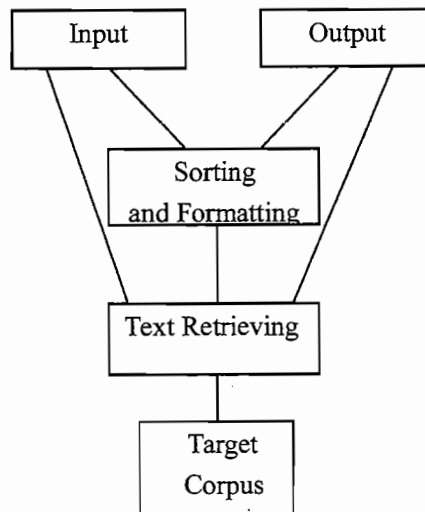 Input
Output
Sorting
and Formatting
Text Retrieving
Target
Corpus